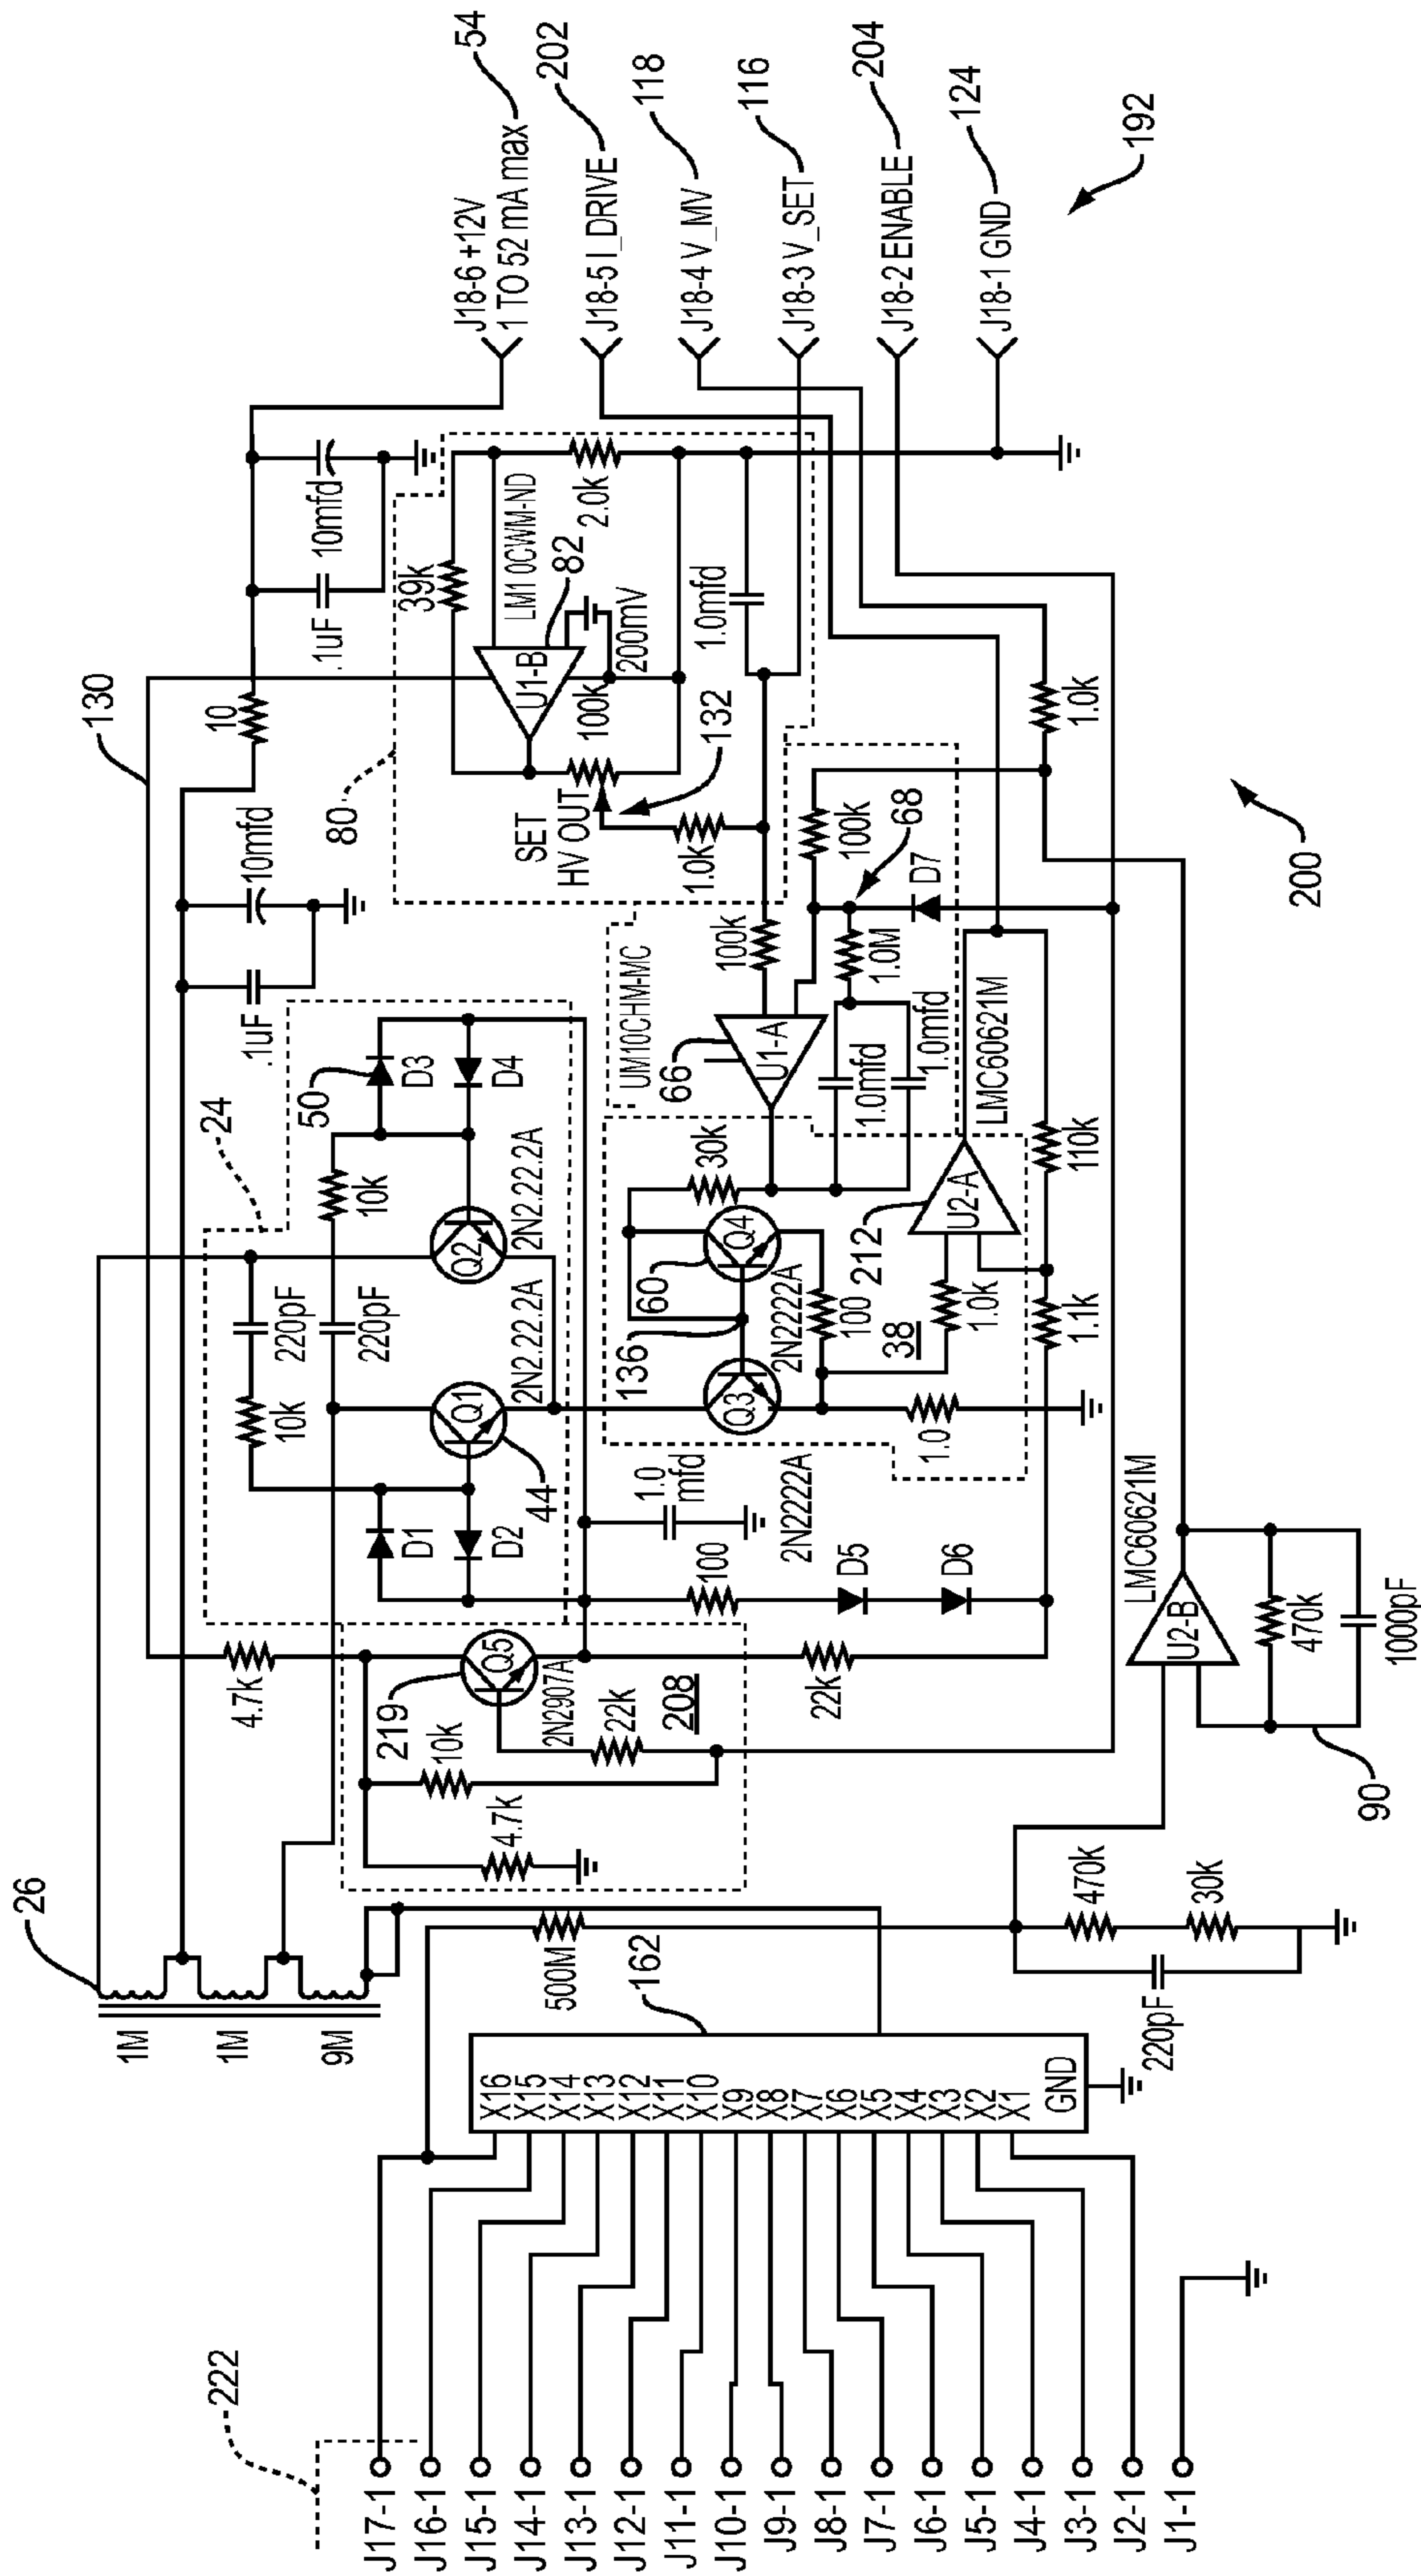 J18-6 +12V
1 TO 52 mA max
54
J18-5 I_DRIVE
202
J18-4 V_MV
118
J18-3 V_SET
116
J18-2 ENABLE
204
J18-1 GND
124
192
200
10mfd
.1uF
10
130
39k
LM1 0CWM-ND
2.0k
82
U1-B
200mV
100k
80
SET
HV OUT
132
1.0k
1.0mfd
1.0k
100k
68
D7
1.0M
100k
UM10CHM-MC
66
U1-A
1.0mfd
1.0mfd
10mfd
.1uF
24
50
D3
D4
10k
Q2
2N2.22.2A
220pF
220pF
10k
Q1
2N2.22.2A
44
D1
D2
30k
Q4
60
136
2N2222A
100
Q3
38
1.0k
1.0
2N2222A
212
U2-A
LMC60621M
110k
1.1k
1.0
mfd
100
D5
D6
4.7k
219
Q5
2N2907A
22k
208
10k
4.7k
22k
LMC60621M
U2-B
470k
1000pF
90
26
1M
1M
9M
500M
470k
30k
220pF
162
X16
X15
X14
X13
X12
X11
X10
X9
X8
X7
X6
X5
X4
X3
X2
X1
GND
222
J17-1
J16-1
J15-1
J14-1
J13-1
J12-1
J11-1
J10-1
J9-1
J8-1
J7-1
J6-1
J5-1
J4-1
J3-1
J2-1
J1-1